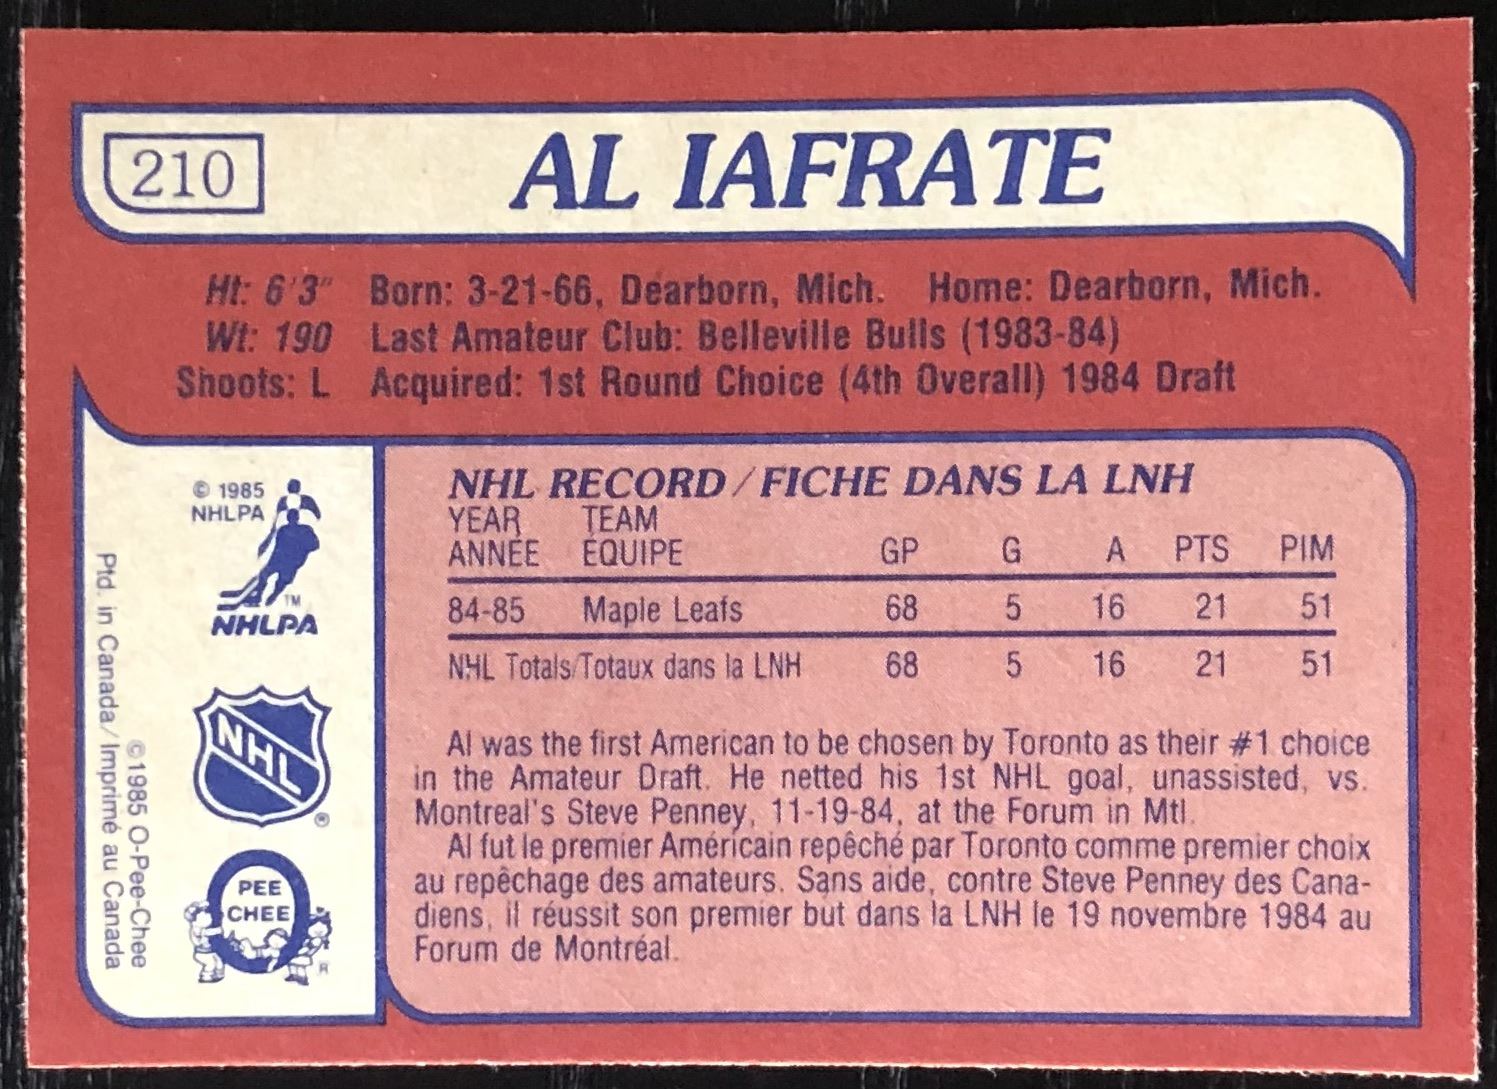 210
AL IAFRATE
Ht: 6'3" Born: 3-21-66, Dearborn, Mich. Home: Dearborn, Mich.
Wt: 190 Last Amateur Club: Belleville Bulls (1983-84)
Shoots: L Acquired: 1st Round Choice (4th Overall) 1984 Draft
© 1985
NHLPA
TM
NHLPA
NHL
®
PEE
CHEE
R
©1985 O-Pee-Chee
Ptd. in Canada/Imprimé au Canada
NHL RECORD/FICHE DANS LA LNH
YEAR TEAM
ANNÉE ÉQUIPE GP G A PTS PIM
84-85 Maple Leafs 68 5 16 21 51
NHL Totals/Totaux dans la LNH 68 5 16 21 51
Al was the first American to be chosen by Toronto as their #1 choice
in the Amateur Draft. He netted his 1st NHL goal, unassisted, vs.
Montreal's Steve Penney, 11-19-84, at the Forum in Mtl.
Al fut le premier Américain repêché par Toronto comme premier choix
au repêchage des amateurs. Sans aide, contre Steve Penney des Cana-
diens, il réussit son premier but dans la LNH le 19 novembre 1984 au
Forum de Montréal.